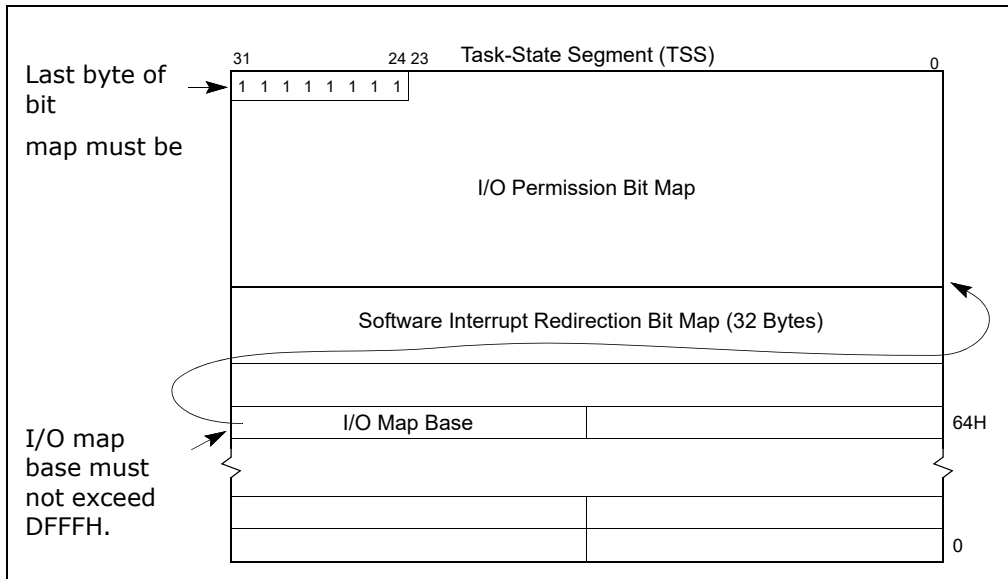 31 24 23 Task-State Segment (TSS) 0
Last byte of
bit
map must be
1 1 1 1 1 1 1 1
I/O Permission Bit Map
Software Interrupt Redirection Bit Map (32 Bytes)
I/O Map Base
64H
I/O map
base must
not exceed
DFFFH.
0